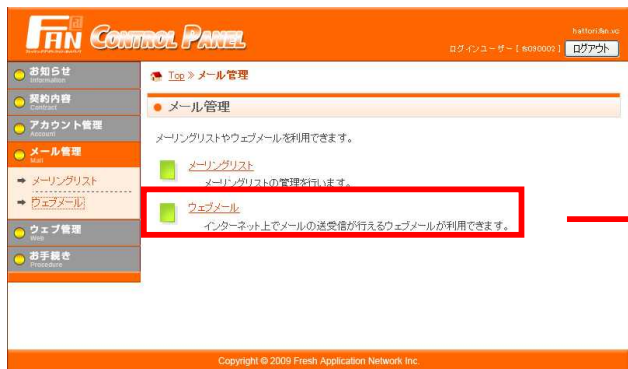 FAN CONTROL PANEL
hattori.fan.vc
ログインユーザー [ s090002 ] ログアウト
お知らせ
Information
契約内容
Contract
アカウント管理
Account
メール管理
Mail
メーリングリスト
ウェブメール
ウェブ管理
Web
お手続き
Procedure
Top » メール管理
メール管理
メーリングリストやウェブメールを利用できます。
メーリングリスト
メーリングリストの管理を行います。
ウェブメール
インターネット上でメールの送受信が行えるウェブメールが利用できます。
Copyright © 2009 Fresh Application Network Inc.